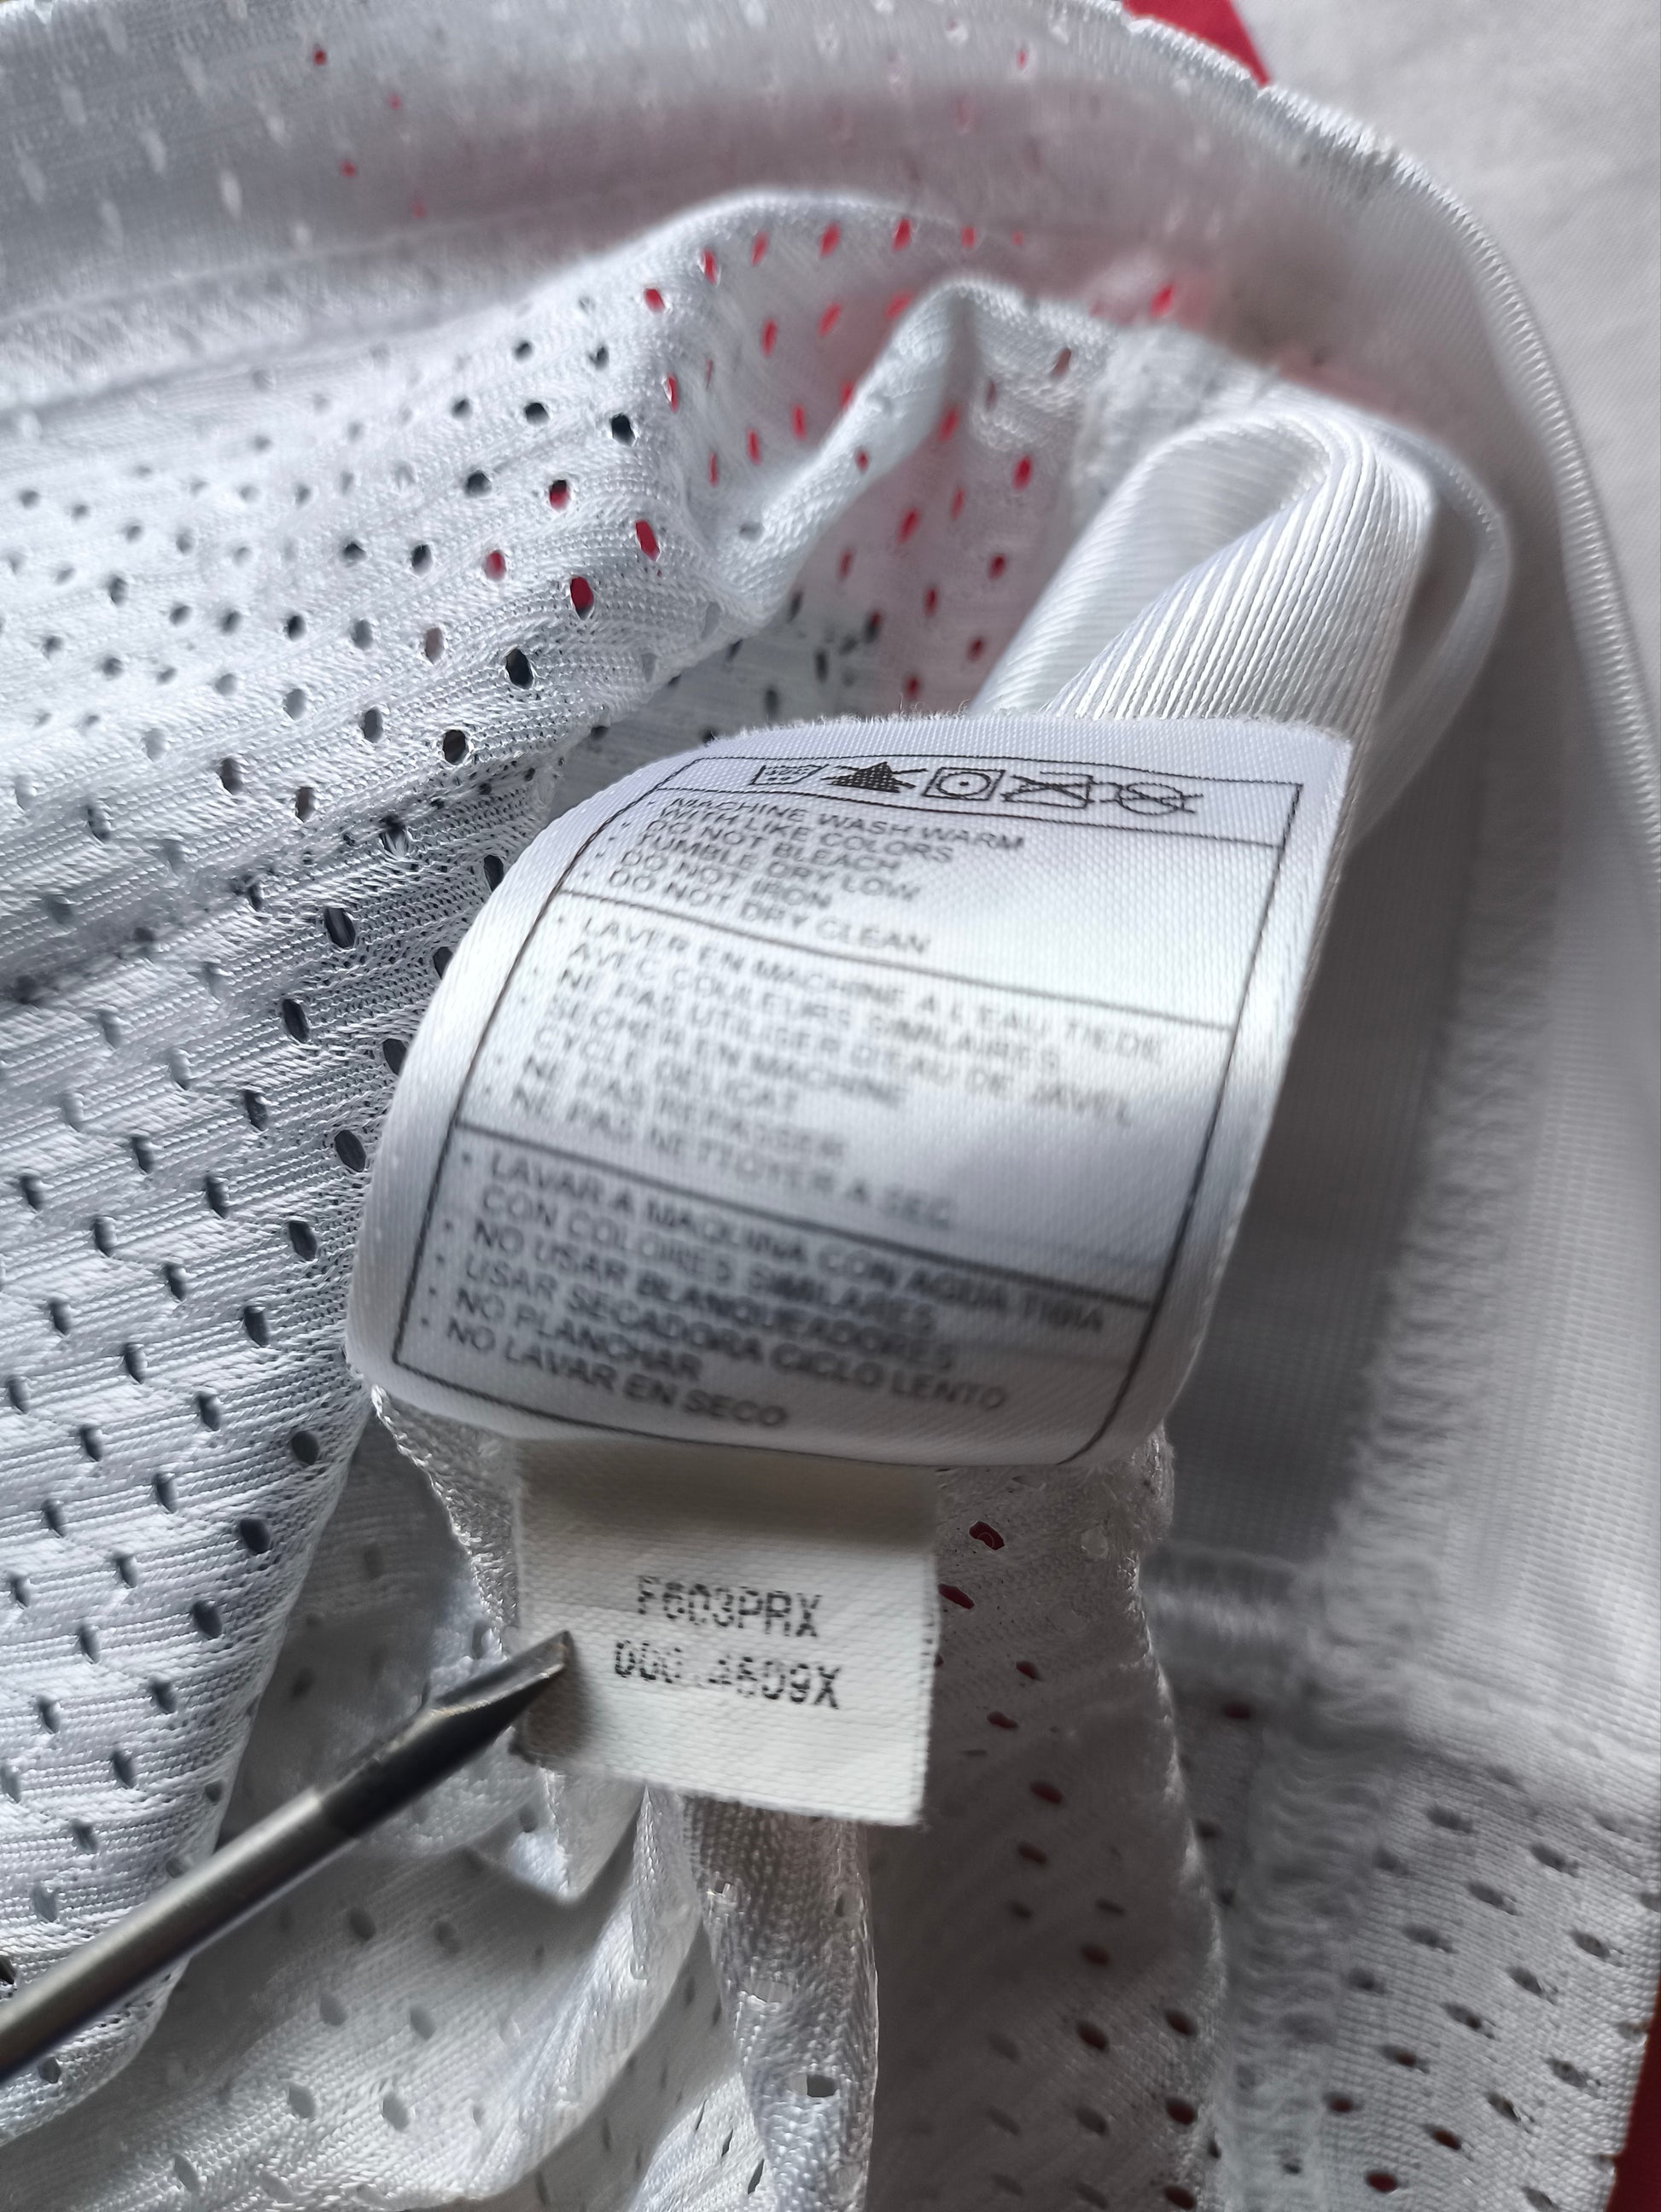 · MACHINE WASH WARM
WITH LIKE COLORS
· DO NOT BLEACH
· TUMBLE DRY LOW
· DO NOT IRON
· DO NOT DRY CLEAN
· LAVER EN MACHINE A L'EAU TIEDE
AVEC COULEURS SIMILAIRES
· NE PAS UTILISER D'EAU DE JAVEL
· SECHER EN MACHINE
CYCLE DELICAT
· NE PAS REPASSER
· NE PAS NETTOYER A SEC
· LAVAR A MAQUINA CON AGUA TIBIA
CON COLORES SIMILARES
· NO USAR BLANQUEADORES
· USAR SECADORA CICLO LENTO
· NO PLANCHAR
· NO LAVAR EN SECO
F603PRX